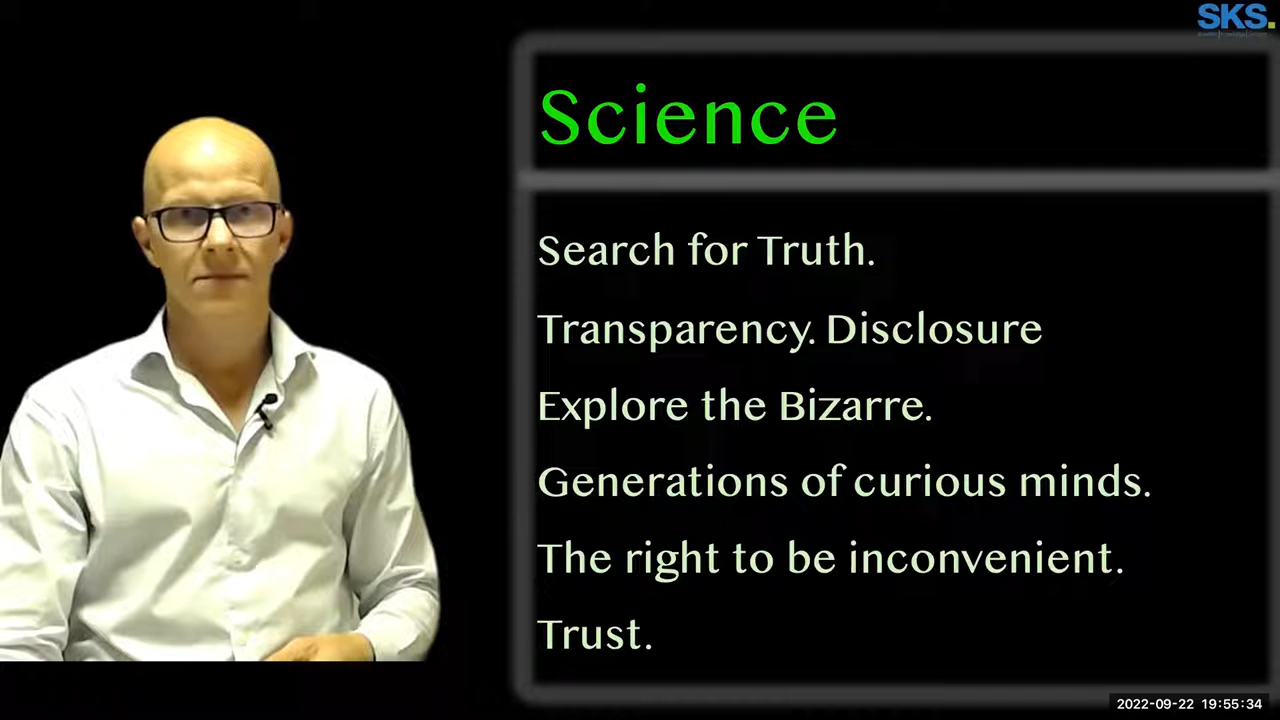 SKS.
Science
Search for Truth.
Transparency. Disclosure
Explore the Bizarre.
Generations of curious minds.
The right to be inconvenient.
Trust.
2022-09-22 19:55:34